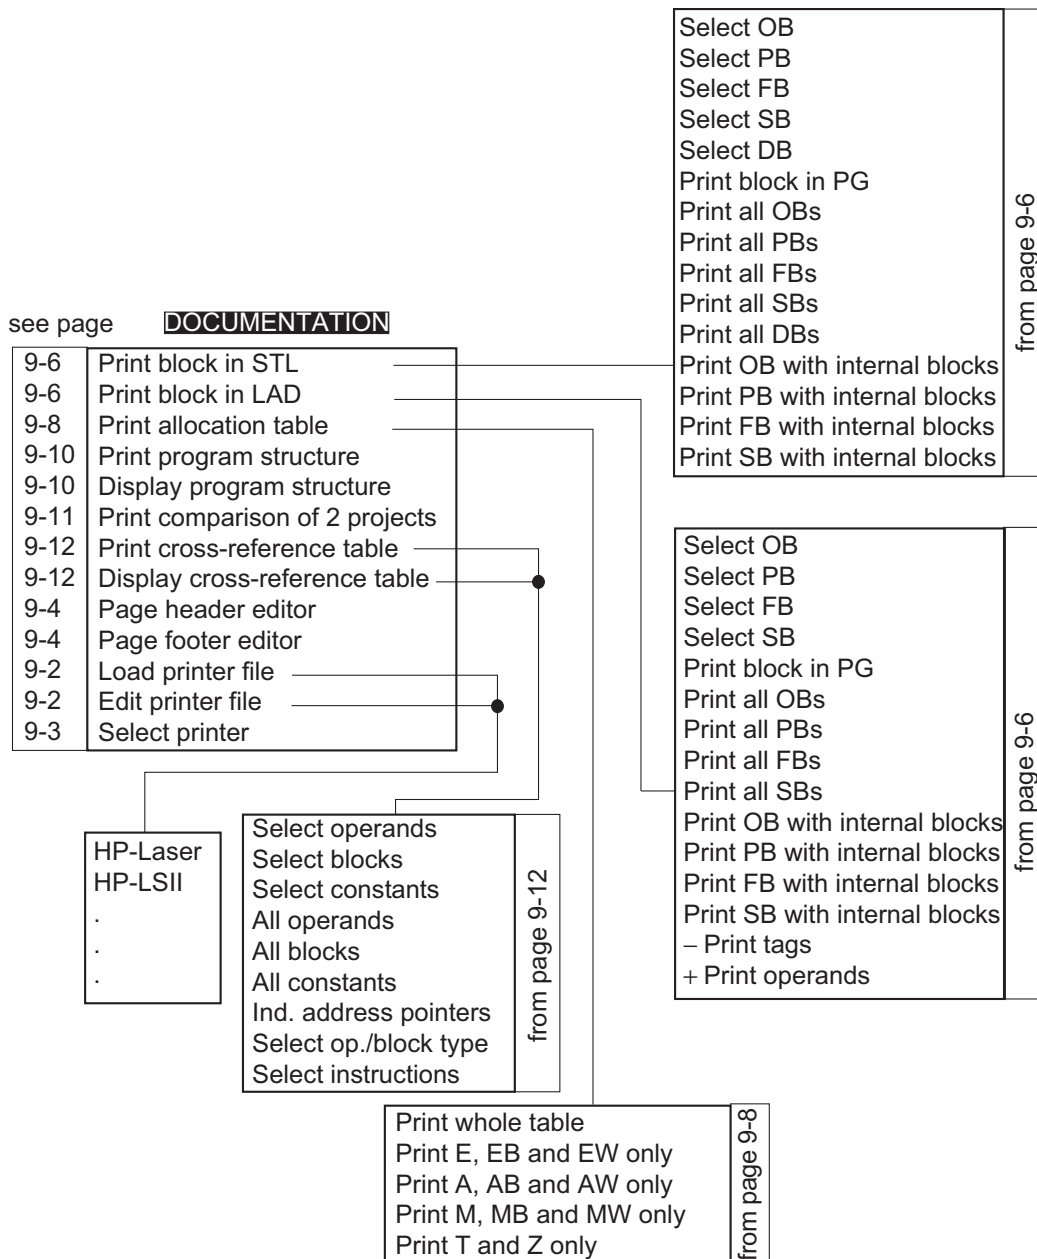 Select OB
Select PB
Select FB
Select SB
Select DB
Print block in PG
Print all OBs
Print all PBs
Print all FBs
Print all SBs
Print all DBs
Print OB with internal blocks
Print PB with internal blocks
Print FB with internal blocks
Print SB with internal blocks
from page 9-6
see page DOCUMENTATION
9-6 Print block in STL
9-6 Print block in LAD
9-8 Print allocation table
9-10 Print program structure
9-10 Display program structure
9-11 Print comparison of 2 projects
9-12 Print cross-reference table
9-12 Display cross-reference table
9-4 Page header editor
9-4 Page footer editor
9-2 Load printer file
9-2 Edit printer file
9-3 Select printer
Select OB
Select PB
Select FB
Select SB
Print block in PG
Print all OBs
Print all PBs
Print all FBs
Print all SBs
Print OB with internal blocks
Print PB with internal blocks
Print FB with internal blocks
Print SB with internal blocks
– Print tags
+ Print operands
from page 9-6
HP-Laser
HP-LSII
.
.
.
Select operands
Select blocks
Select constants
All operands
All blocks
All constants
Ind. address pointers
Select op./block type
Select instructions
from page 9-12
Print whole table
Print E, EB and EW only
Print A, AB and AW only
Print M, MB and MW only
Print T and Z only
from page 9-8